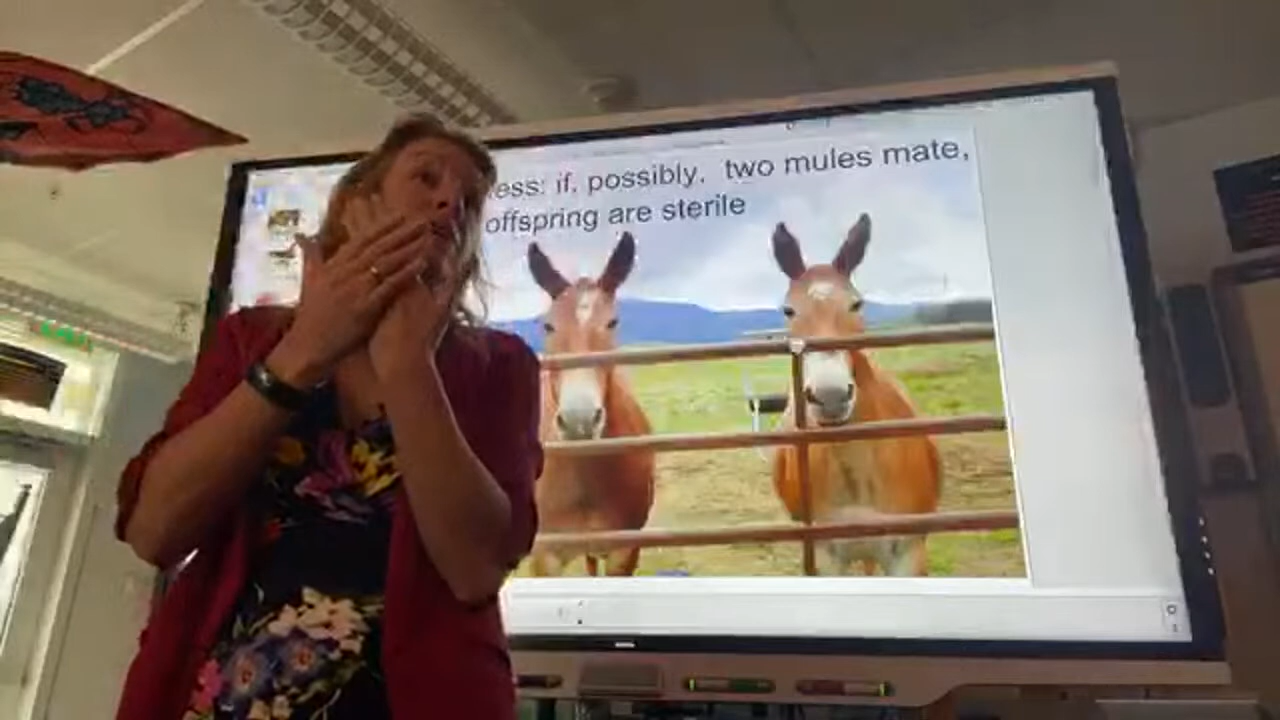 ess: if, possibly, two mules mate,
offspring are sterile